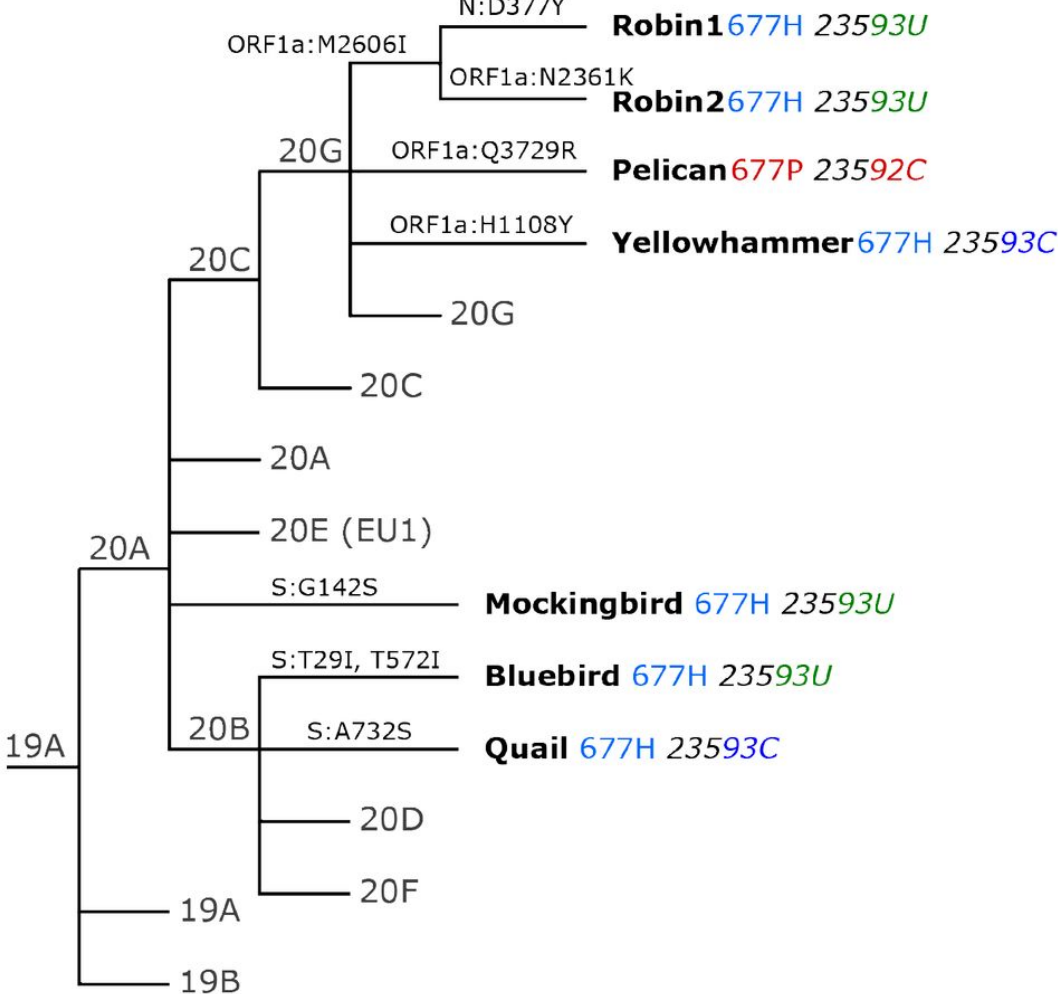 N:D377Y
Robin1 677H 23593U
ORF1a:M2606I
ORF1a:N2361K
Robin2 677H 23593U
20G
ORF1a:Q3729R
Pelican 677P 23592C
ORF1a:H1108Y
Yellowhammer 677H 23593C
20C
20G
20C
20A
20E (EU1)
20A
S:G142S
Mockingbird 677H 23593U
S:T29I, T572I
Bluebird 677H 23593U
20B
S:A732S
Quail 677H 23593C
19A
20D
20F
19A
19B